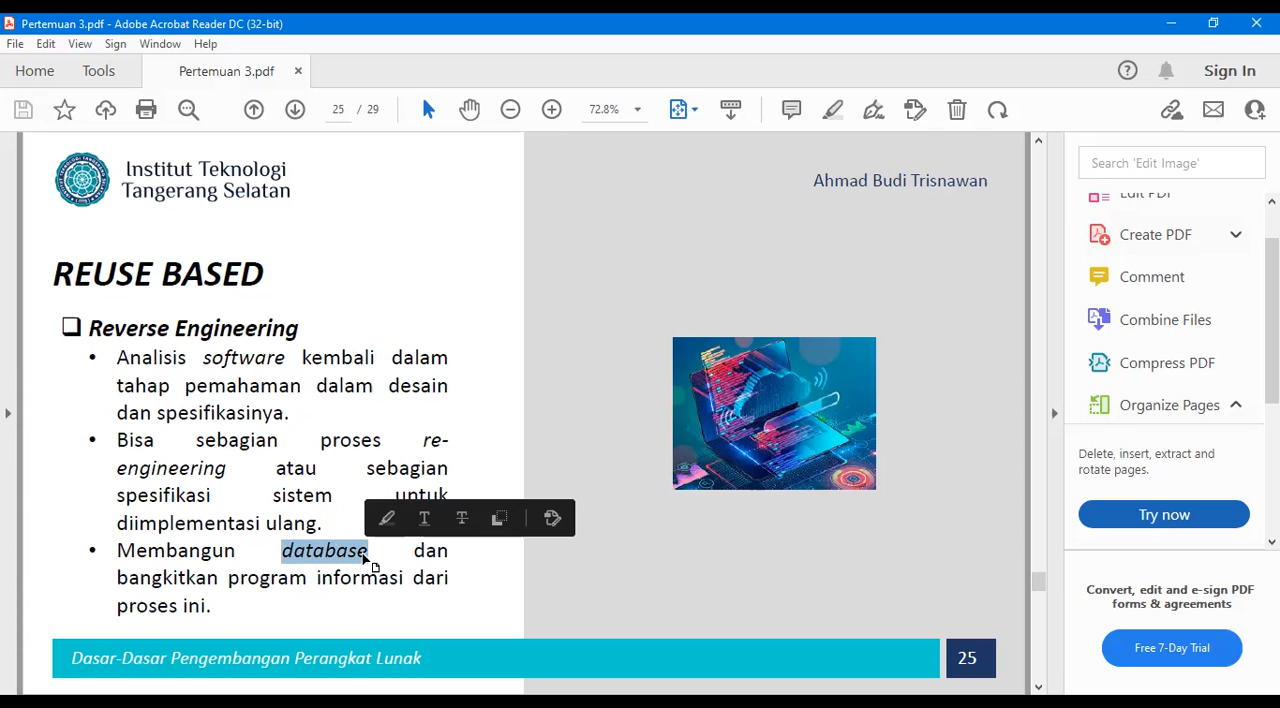 Pertemuan 3.pdf - Adobe Acrobat Reader DC (32-bit)
File Edit View Sign Window Help
Home Tools Pertemuan 3.pdf × Sign In
25 / 29 72.8%
Institut Teknologi
Tangerang Selatan
Ahmad Budi Trisnawan
REUSE BASED
❑ Reverse Engineering
• Analisis software kembali dalam
tahap pemahaman dalam desain
dan spesifikasinya.
• Bisa sebagian proses re-
engineering atau sebagian
spesifikasi sistem untuk
diimplementasi ulang.
• Membangun database dan
bangkitkan program informasi dari
proses ini.
Dasar-Dasar Pengembangan Perangkat Lunak
25
Search 'Edit Image'
Edit PDF
Create PDF
Comment
Combine Files
Compress PDF
Organize Pages
Delete, insert, extract and
rotate pages.
Try now
Convert, edit and e-sign PDF
forms & agreements
Free 7-Day Trial